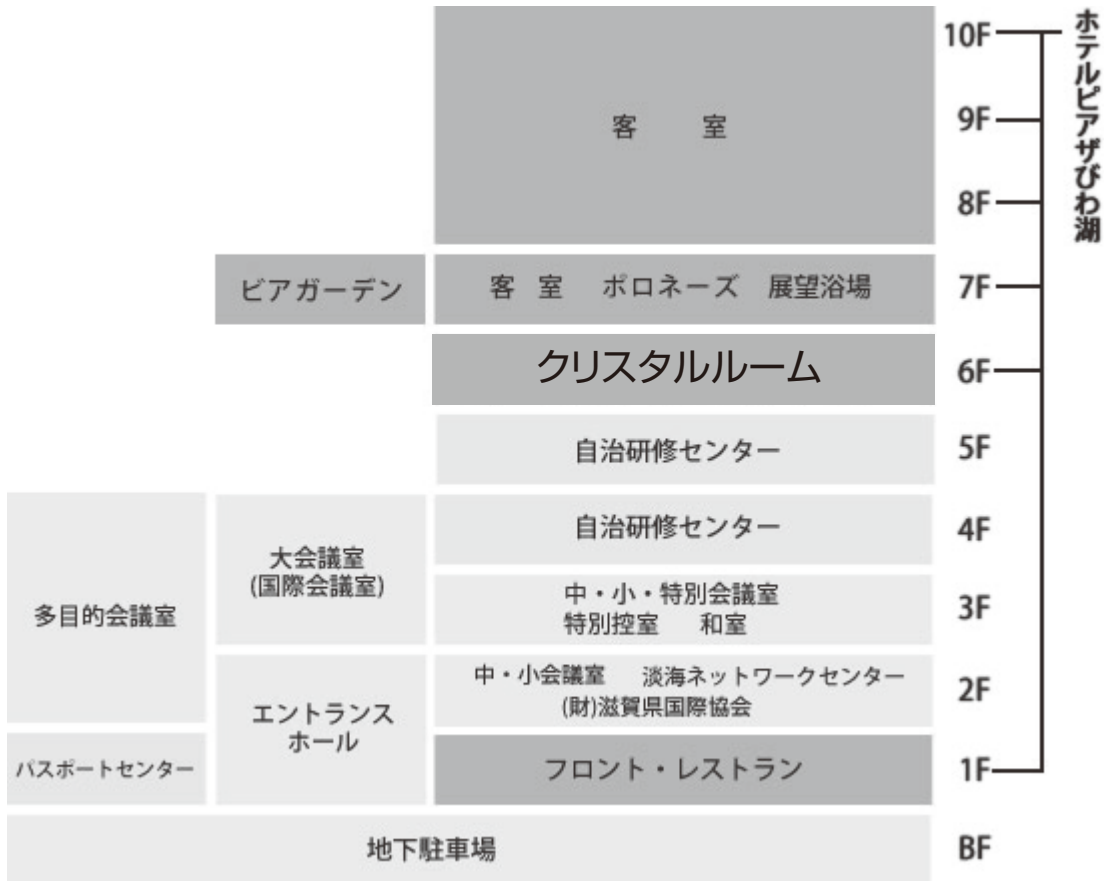 ホテルピアザびわ湖
10F
客 室
9F
8F
ビアガーデン
客 室 ポロネーズ 展望浴場
7F
クリスタルルーム
6F
自治研修センター
5F
自治研修センター
4F
多目的会議室
大会議室
(国際会議室)
中・小・特別会議室
特別控室 和室
3F
エントランス
ホール
中・小会議室 淡海ネットワークセンター
(財)滋賀県国際協会
2F
パスポートセンター
フロント・レストラン
1F
地下駐車場
BF